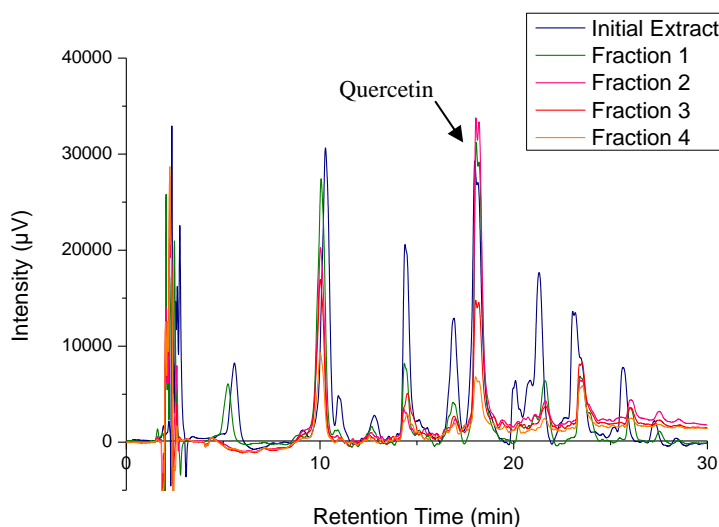 Initial Extract
Fraction 1
Fraction 2
Fraction 3
Fraction 4
Quercetin
40000
30000
20000
10000
0
Intensity (µV)
0 10 20 30
Retention Time (min)